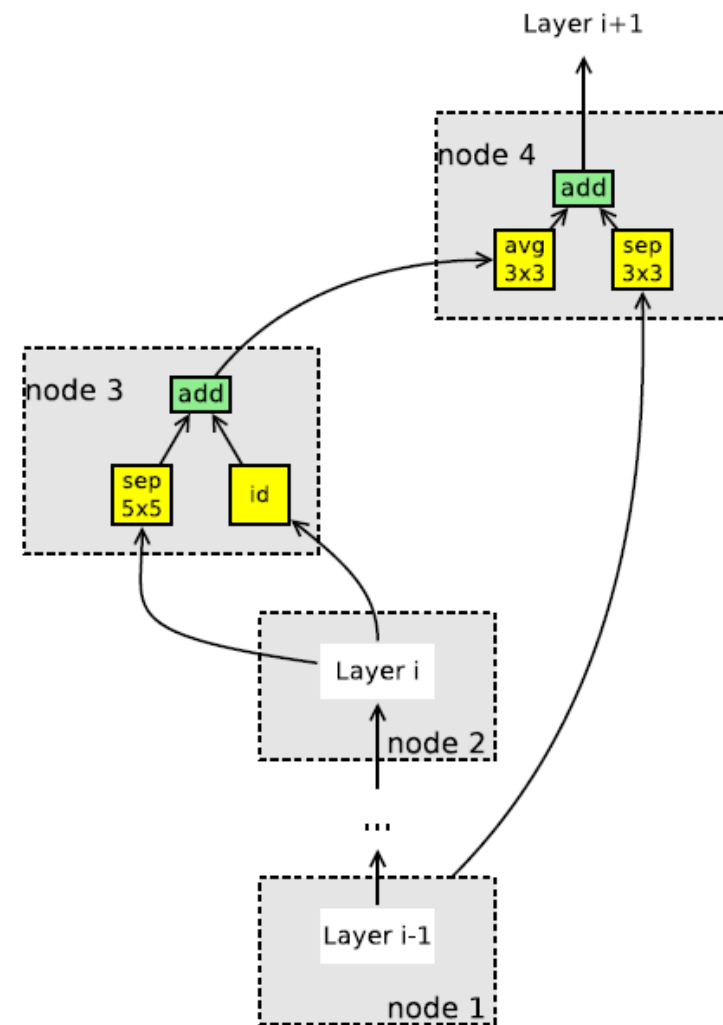 Layer i+1
node 4
add
avg
3x3
sep
3x3
node 3
add
sep
5x5
id
Layer i
node 2
...
Layer i-1
node 1